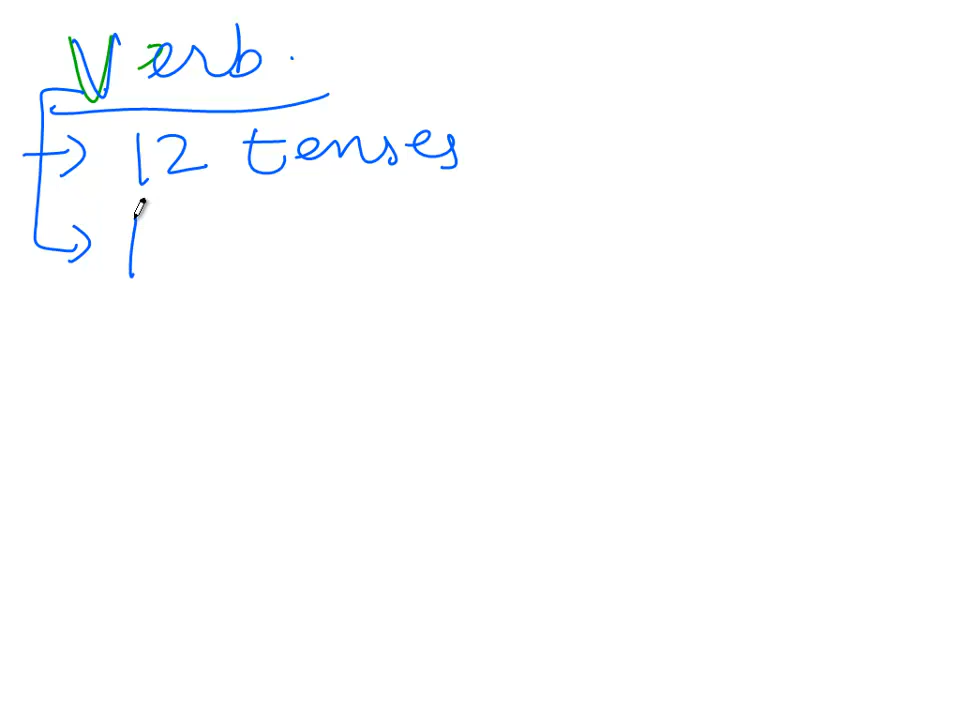 Verb.
→ 12 tenses
→